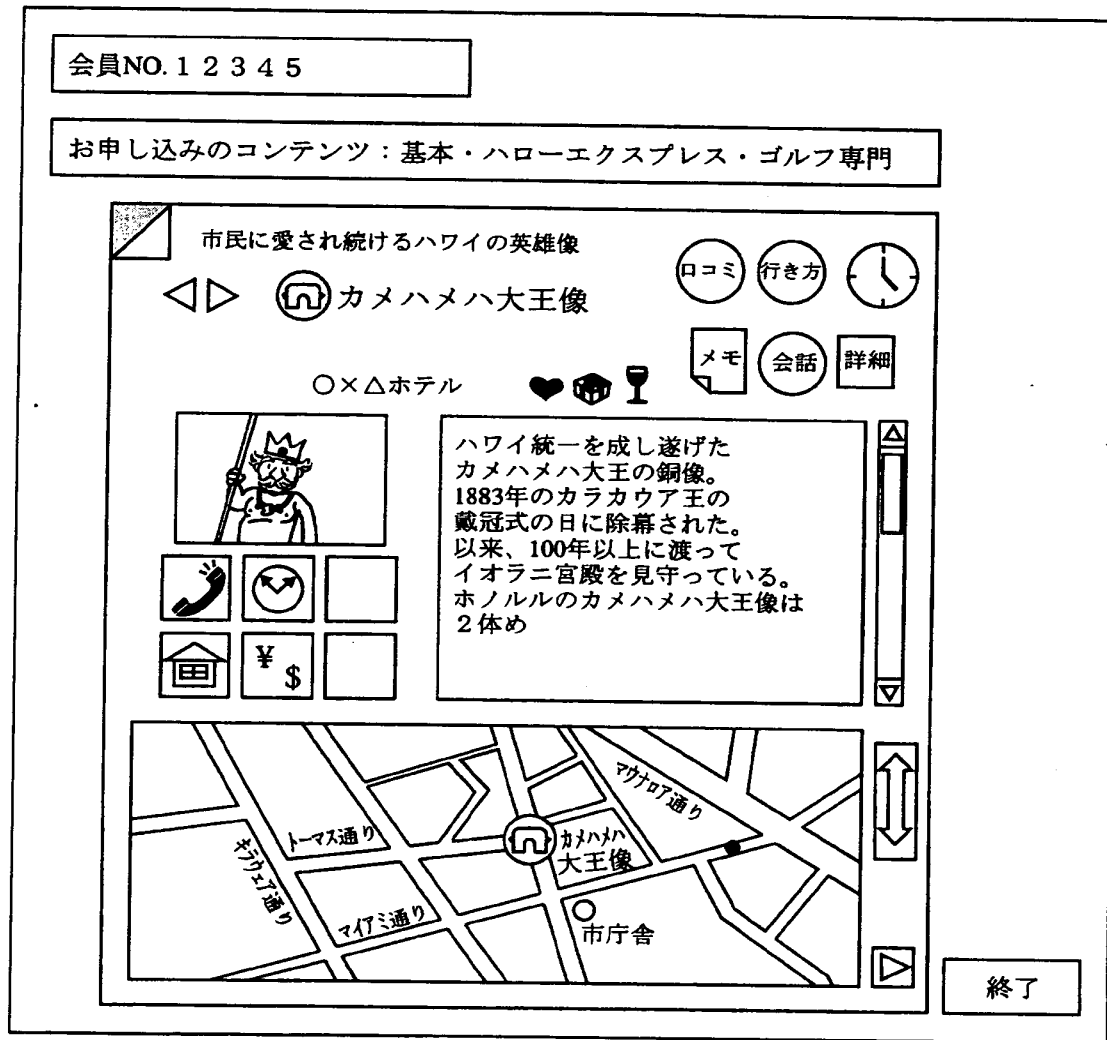 会員NO.12345
お申し込みのコンテンツ：基本・ハローエクスプレス・ゴルフ専門
市民に愛され続けるハワイの英雄像
カメハメハ大王像
口コミ
行き方
メモ
会話
詳細
○×△ホテル
ハワイ統一を成し遂げた
カメハメハ大王の銅像。
1883年のカラカウア王の
戴冠式の日に除幕された。
以来、100年以上に渡って
イオラニ宮殿を見守っている。
ホノルルのカメハメハ大王像は
２体め
¥
$
マウナロア通り
トーマス通り
カメハメハ
大王像
キラウェア通り
マイアミ通り
市庁舎
終了